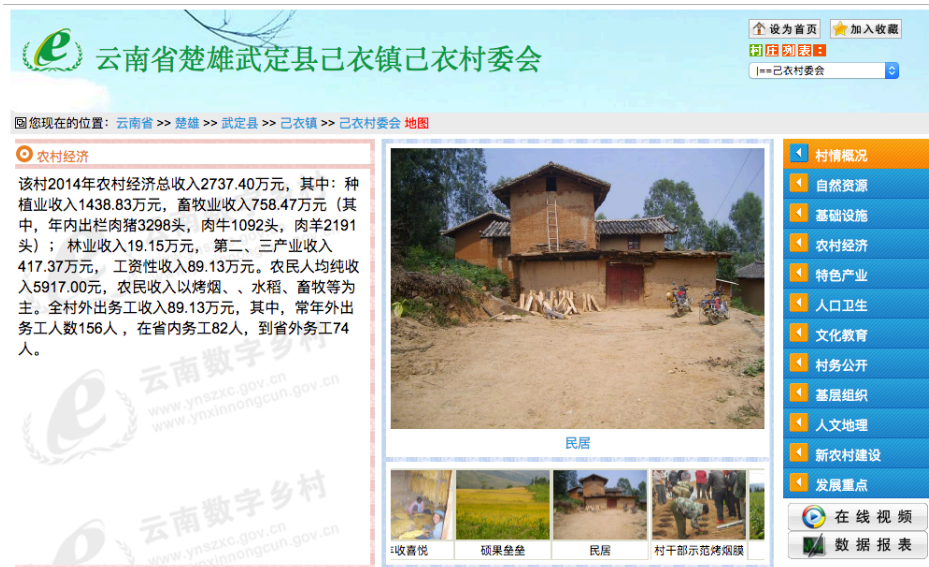 设为首页 加入收藏
云南省楚雄武定县己衣镇己衣村委会
村庄列表：
|==己衣村委会
您现在的位置：云南省 >> 楚雄 >> 武定县 >> 己衣镇 >> 己衣村委会 地图
农村经济
该村2014年农村经济总收入2737.40万元，其中：种
植业收入1438.83万元，畜牧业收入758.47万元（其
中，年内出栏肉猪3298头，肉牛1092头，肉羊2191
头）； 林业收入19.15万元， 第二、三产业收入
417.37万元， 工资性收入89.13万元。农民人均纯收
入5917.00元，农民收入以烤烟、、水稻、畜牧等为
主。全村外出务工收入89.13万元，其中，常年外出
务工人数156人 ，在省内务工82人，到省外务工74
人。
云南数字乡村
www.ynszxc.gov.cn
www.ynxinnongcun.gov.cn
云南数字乡村
www.ynszxc.gov.cn
www.ynxinnongcun.gov.cn
民居
收喜悦
硕果垒垒
民居
村干部示范烤烟膜
村情概况
自然资源
基础设施
农村经济
特色产业
人口卫生
文化教育
村务公开
基层组织
人文地理
新农村建设
发展重点
在线视频
数据报表